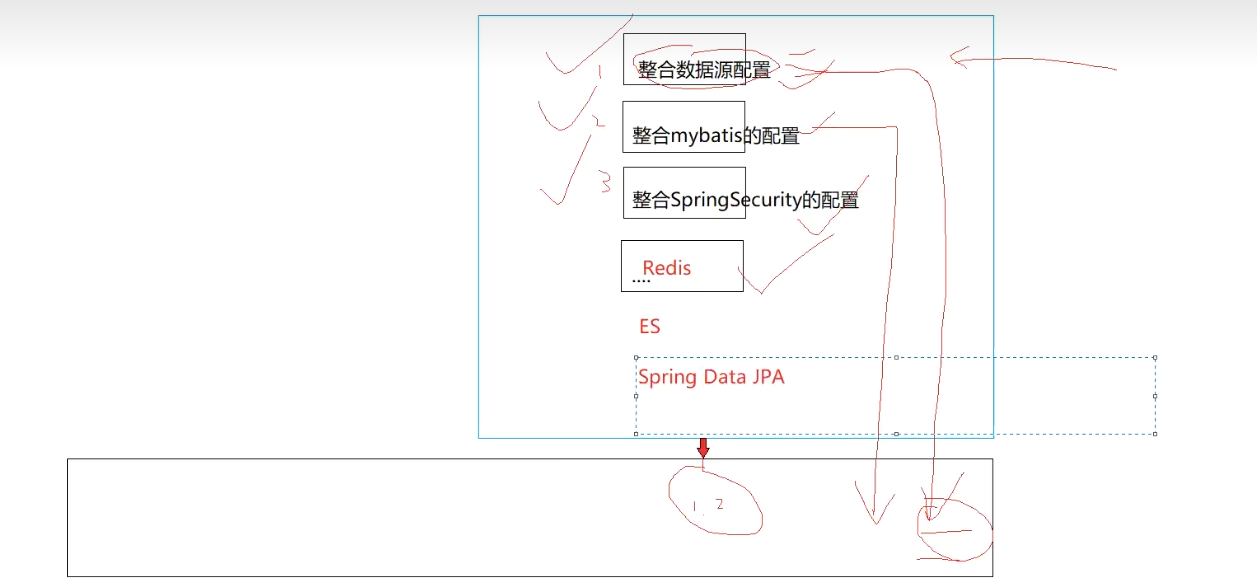 整合数据源配置
1
整合mybatis的配置
2
整合SpringSecurity的配置
3
Redis
....
ES
Spring Data JPA
1. 2